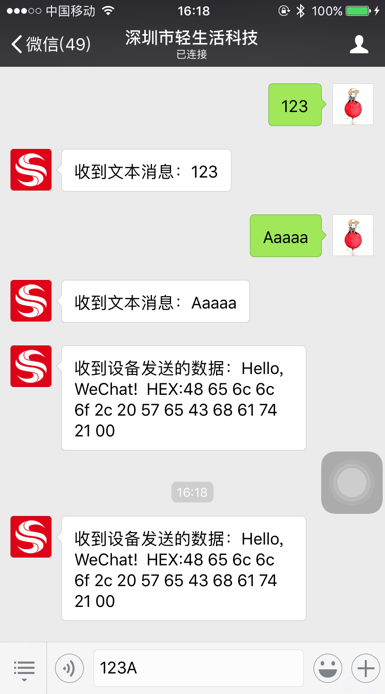 中国移动 16:18 100%
微信(49) 深圳市轻生活科技
已连接
123
收到文本消息：123
Aaaaa
收到文本消息：Aaaaa
收到设备发送的数据：Hello,
WeChat! HEX:48 65 6c 6c
6f 2c 20 57 65 43 68 61 74
21 00
16:18
收到设备发送的数据：Hello,
WeChat! HEX:48 65 6c 6c
6f 2c 20 57 65 43 68 61 74
21 00
123A